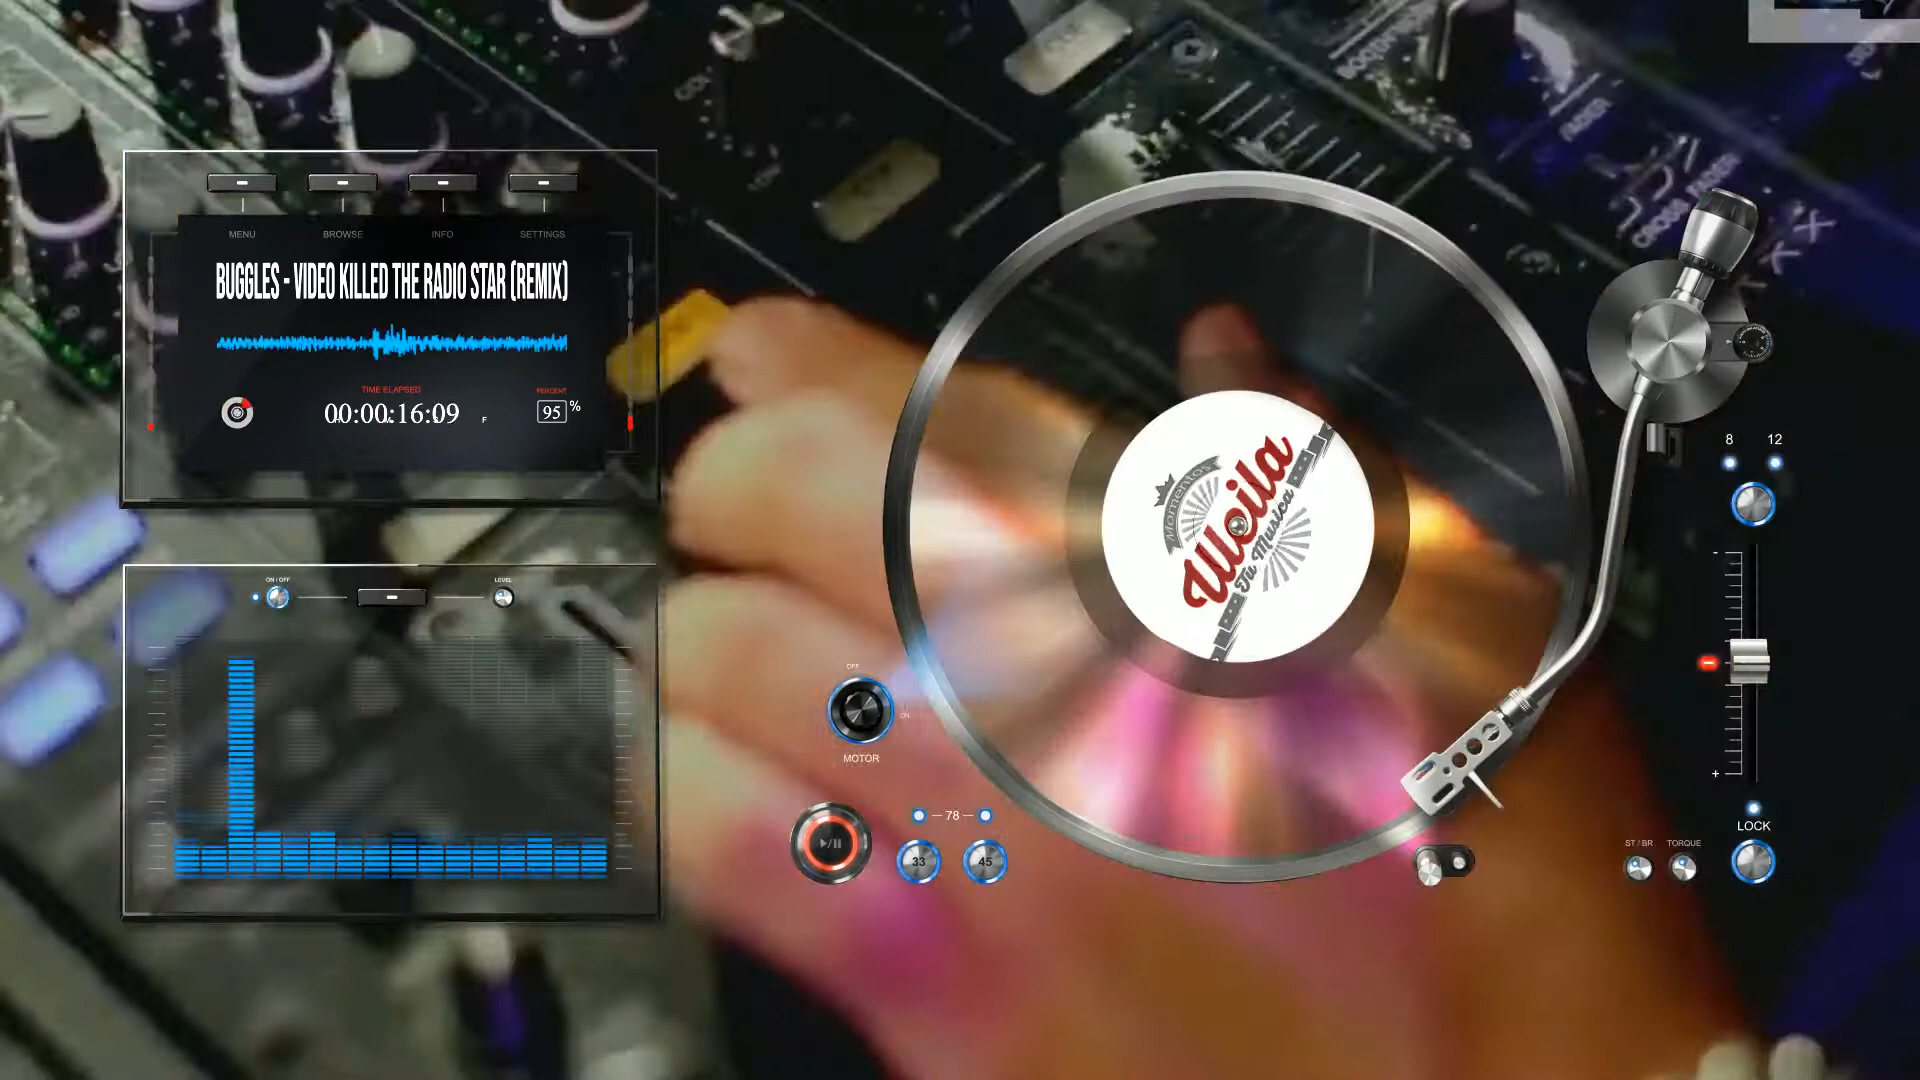 MENU BROWSE INFO SETTINGS
BUGGLES - VIDEO KILLED THE RADIO STAR (REMIX)
TIME ELAPSED
PERCENT
00:00:16:09
F
95 %
ON / OFF
LEVEL
OFF
ON
MOTOR
78
33 45
Momentos
Weila
Tu Musica
8 12
-
+
LOCK
ST / BR TORQUE
CROSS FADER